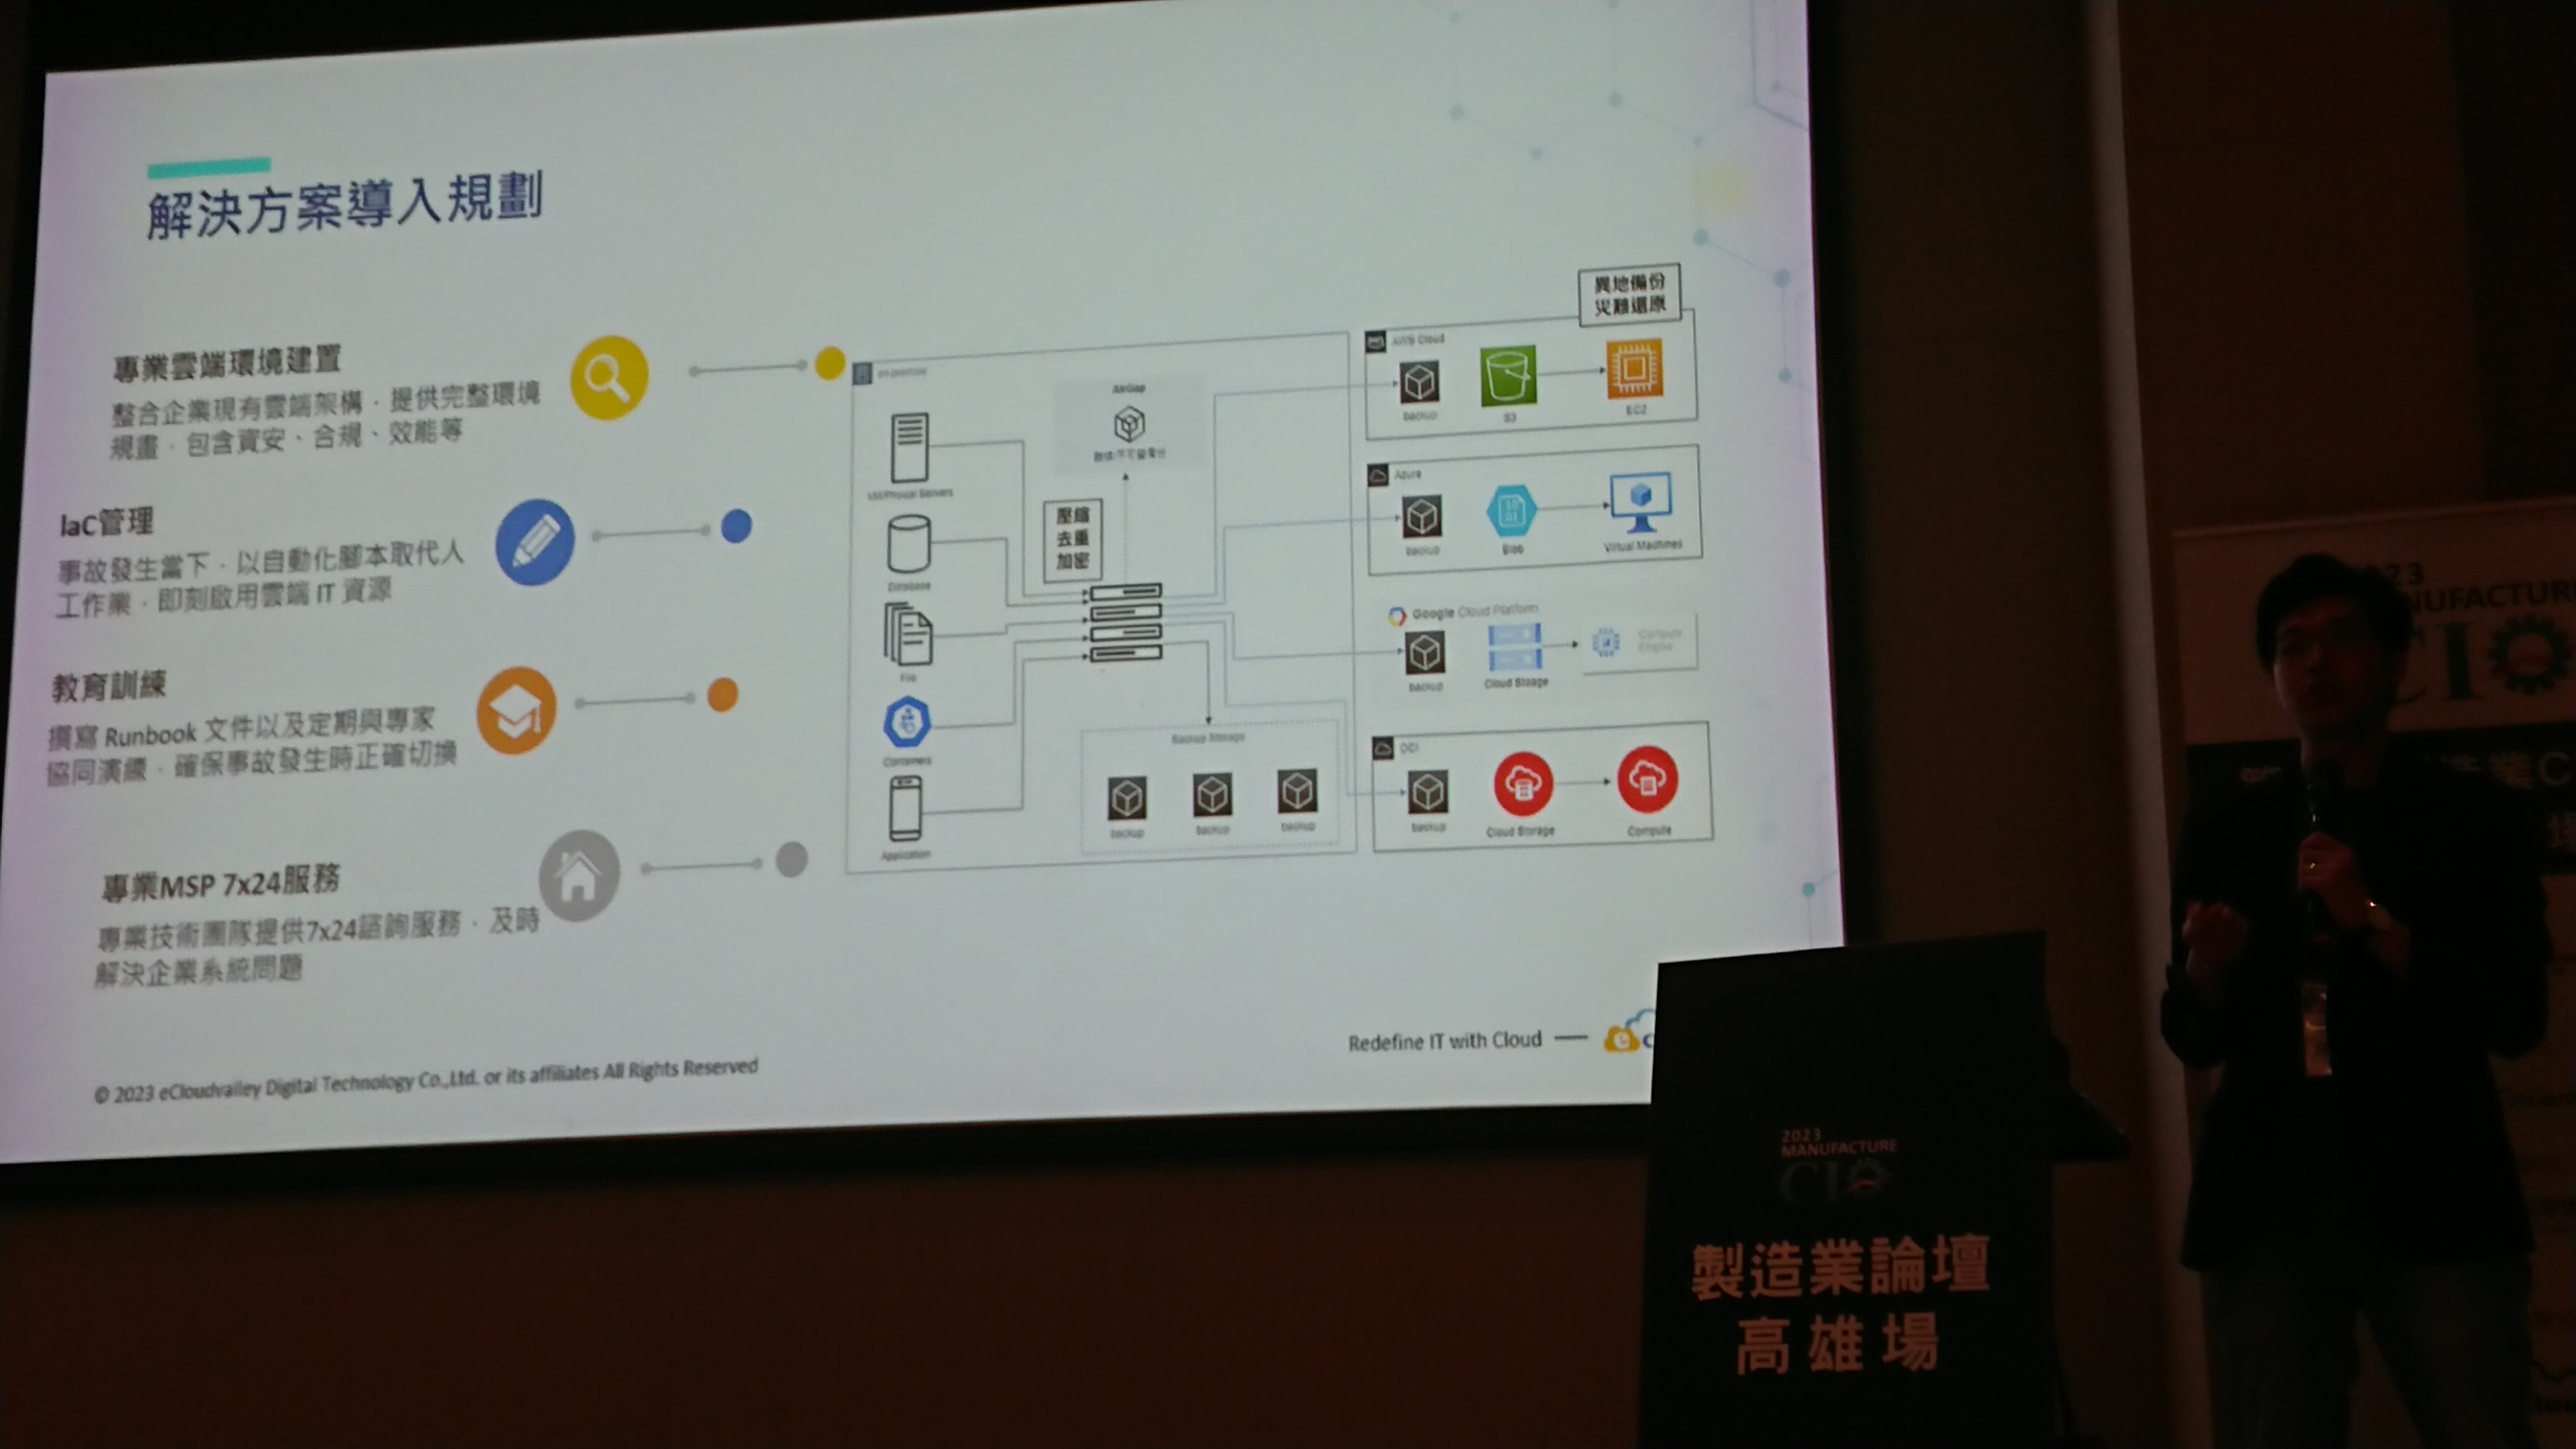 解決方案導入規劃
專業雲端環境建置
整合企業現有雲端架構，提供完整環境
規畫，包含資安、合規、效能等
IaC管理
事故發生當下，以自動化腳本取代人
工作業，即刻啟用雲端 IT 資源
教育訓練
撰寫 Runbook 文件以及定期與專家
協同演練，確保事故發生時正確切換
專業MSP 7x24服務
專業技術團隊提供7x24諮詢服務，及時
解決企業系統問題
on-premise
Database
File
Containers
Application
AirGap
壓縮
去重
加密
Backup Storage
backup
backup
backup
異地備份
災難還原
AWS Cloud
backup
S3
EC2
Azure
backup
Blob
Virtual Machines
Google Cloud Platform
backup
Cloud Stoage
Compute
Engine
OCI
backup
Cloud Storage
Compute
Redefine IT with Cloud
© 2023 eCloudvalley Digital Technology Co.,Ltd. or its affiliates All Rights Reserved
2023
MANUFACTURE
CIO
製造業論壇
高雄場